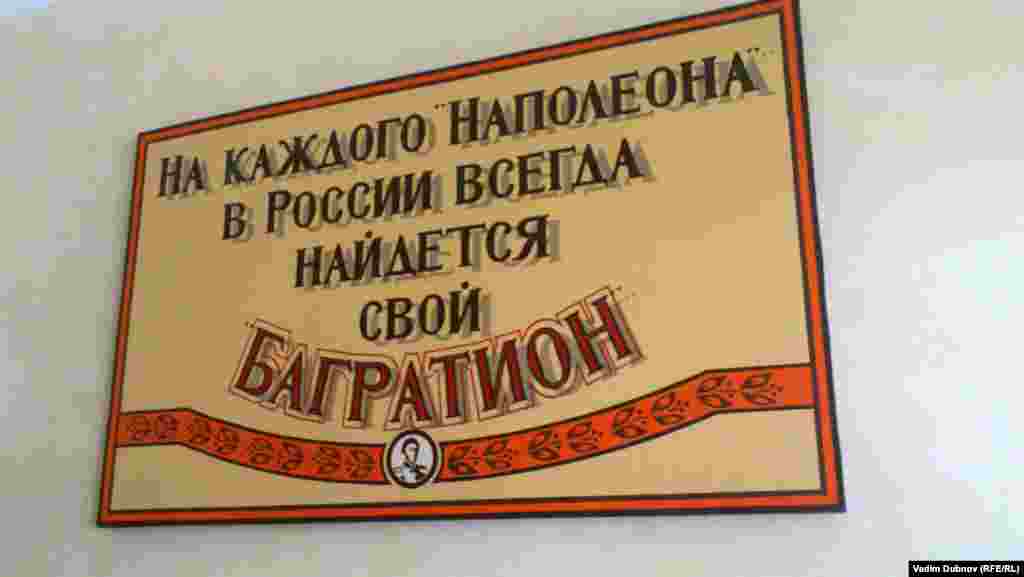 НА КАЖДОГО "НАПОЛЕОНА"
В РОССИИ ВСЕГДА
НАЙДЕТСЯ
СВОЙ
"БАГРАТИОН"
Vadim Dubnov (RFE/RL)